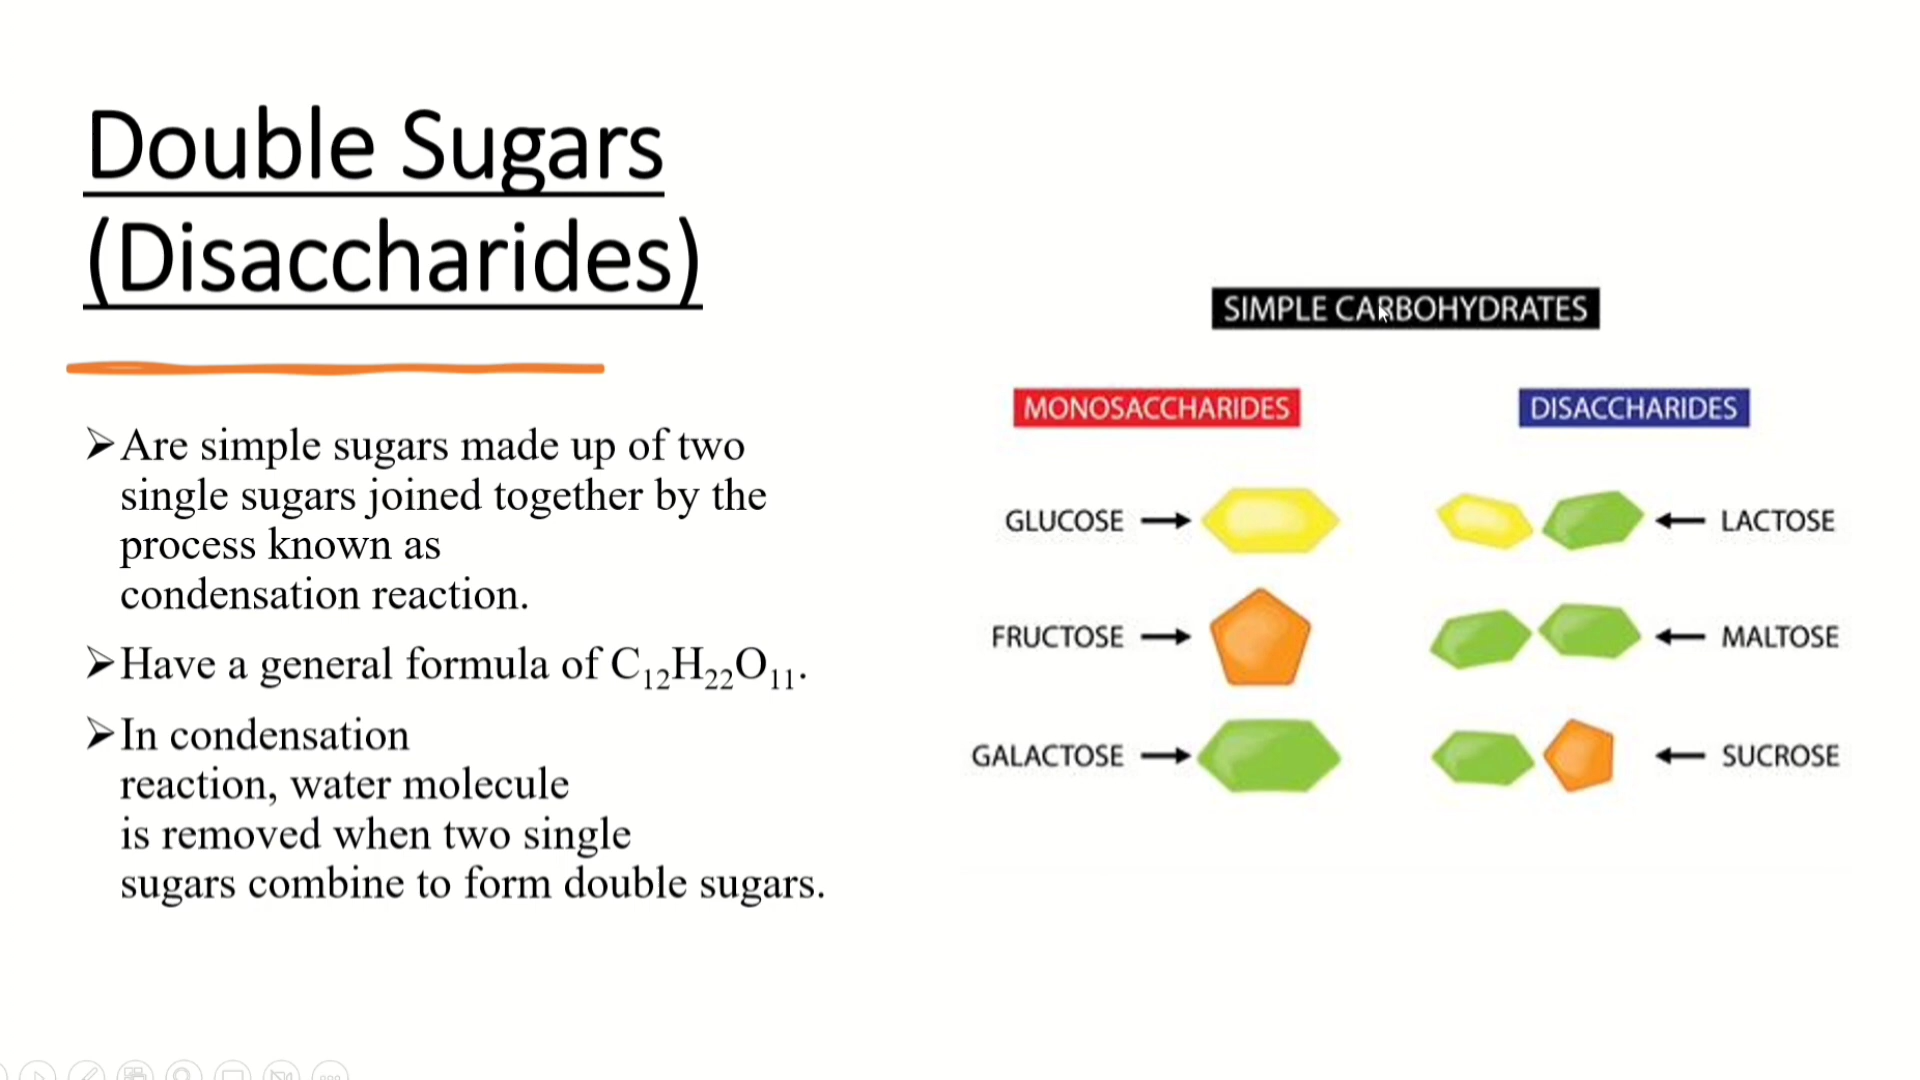 Double Sugars
(Disaccharides)
➢Are simple sugars made up of two
single sugars joined together by the
process known as
condensation reaction.
➢Have a general formula of C₁₂H₂₂O₁₁.
➢In condensation
reaction, water molecule
is removed when two single
sugars combine to form double sugars.
SIMPLE CARBOHYDRATES
MONOSACCHARIDES
DISACCHARIDES
GLUCOSE
LACTOSE
FRUCTOSE
MALTOSE
GALACTOSE
SUCROSE